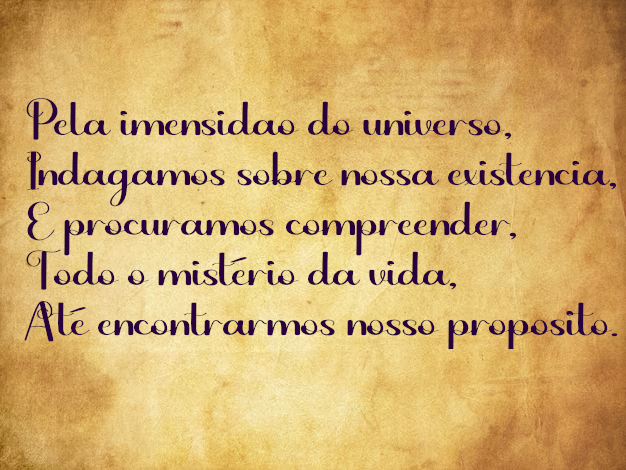 Pela imensidao do universo,
Indagamos sobre nossa existencia,
E procuramos compreender,
Todo o mistério da vida,
Até encontrarmos nosso proposito.